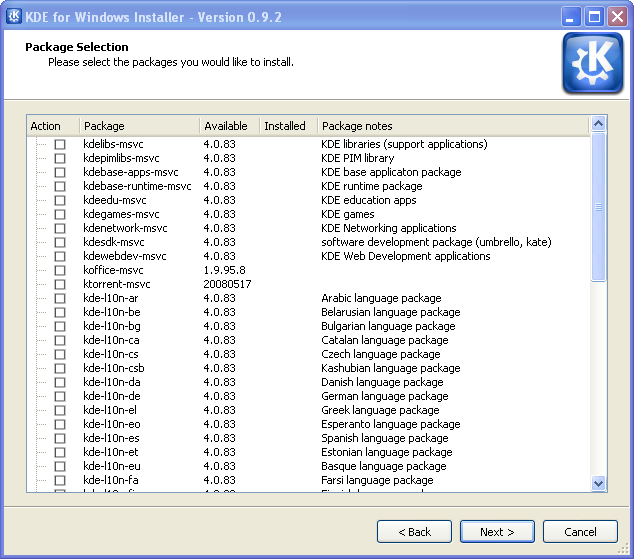 KDE for Windows Installer - Version 0.9.2
Package Selection
Please select the packages you would like to install.
Action Package Available Installed Package notes
kdelibs-msvc 4.0.83 KDE libraries (support applications)
kdepimlibs-msvc 4.0.83 KDE PIM library
kdebase-apps-msvc 4.0.83 KDE base applicaton package
kdebase-runtime-msvc 4.0.83 KDE runtime package
kdeedu-msvc 4.0.83 KDE education apps
kdegames-msvc 4.0.83 KDE games
kdenetwork-msvc 4.0.83 KDE Networking applications
kdesdk-msvc 4.0.83 software development package (umbrello, kate)
kdewebdev-msvc 4.0.83 KDE Web Development applications
koffice-msvc 1.9.95.8
ktorrent-msvc 20080517
kde-l10n-ar 4.0.83 Arabic language package
kde-l10n-be 4.0.83 Belarusian language package
kde-l10n-bg 4.0.83 Bulgarian language package
kde-l10n-ca 4.0.83 Catalan language package
kde-l10n-cs 4.0.83 Czech language package
kde-l10n-csb 4.0.83 Kashubian language package
kde-l10n-da 4.0.83 Danish language package
kde-l10n-de 4.0.83 German language package
kde-l10n-el 4.0.83 Greek language package
kde-l10n-eo 4.0.83 Esperanto language package
kde-l10n-es 4.0.83 Spanish language package
kde-l10n-et 4.0.83 Estonian language package
kde-l10n-eu 4.0.83 Basque language package
kde-l10n-fa 4.0.83 Farsi language package
< Back Next > Cancel